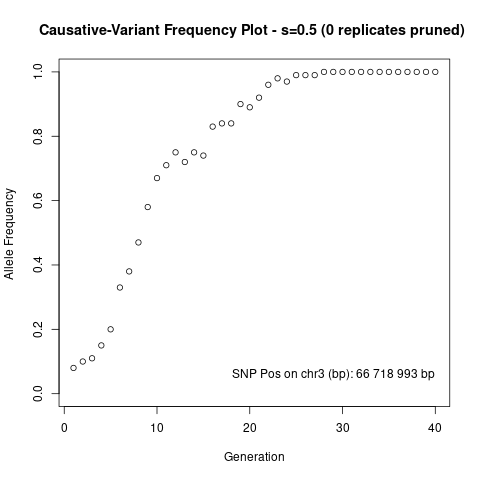 Causative-Variant Frequency Plot - s=0.5 (0 replicates pruned)
Allele Frequency
1.0
0.8
0.6
0.4
0.2
0.0
SNP Pos on chr3 (bp): 66 718 993 bp
0 10 20 30 40
Generation